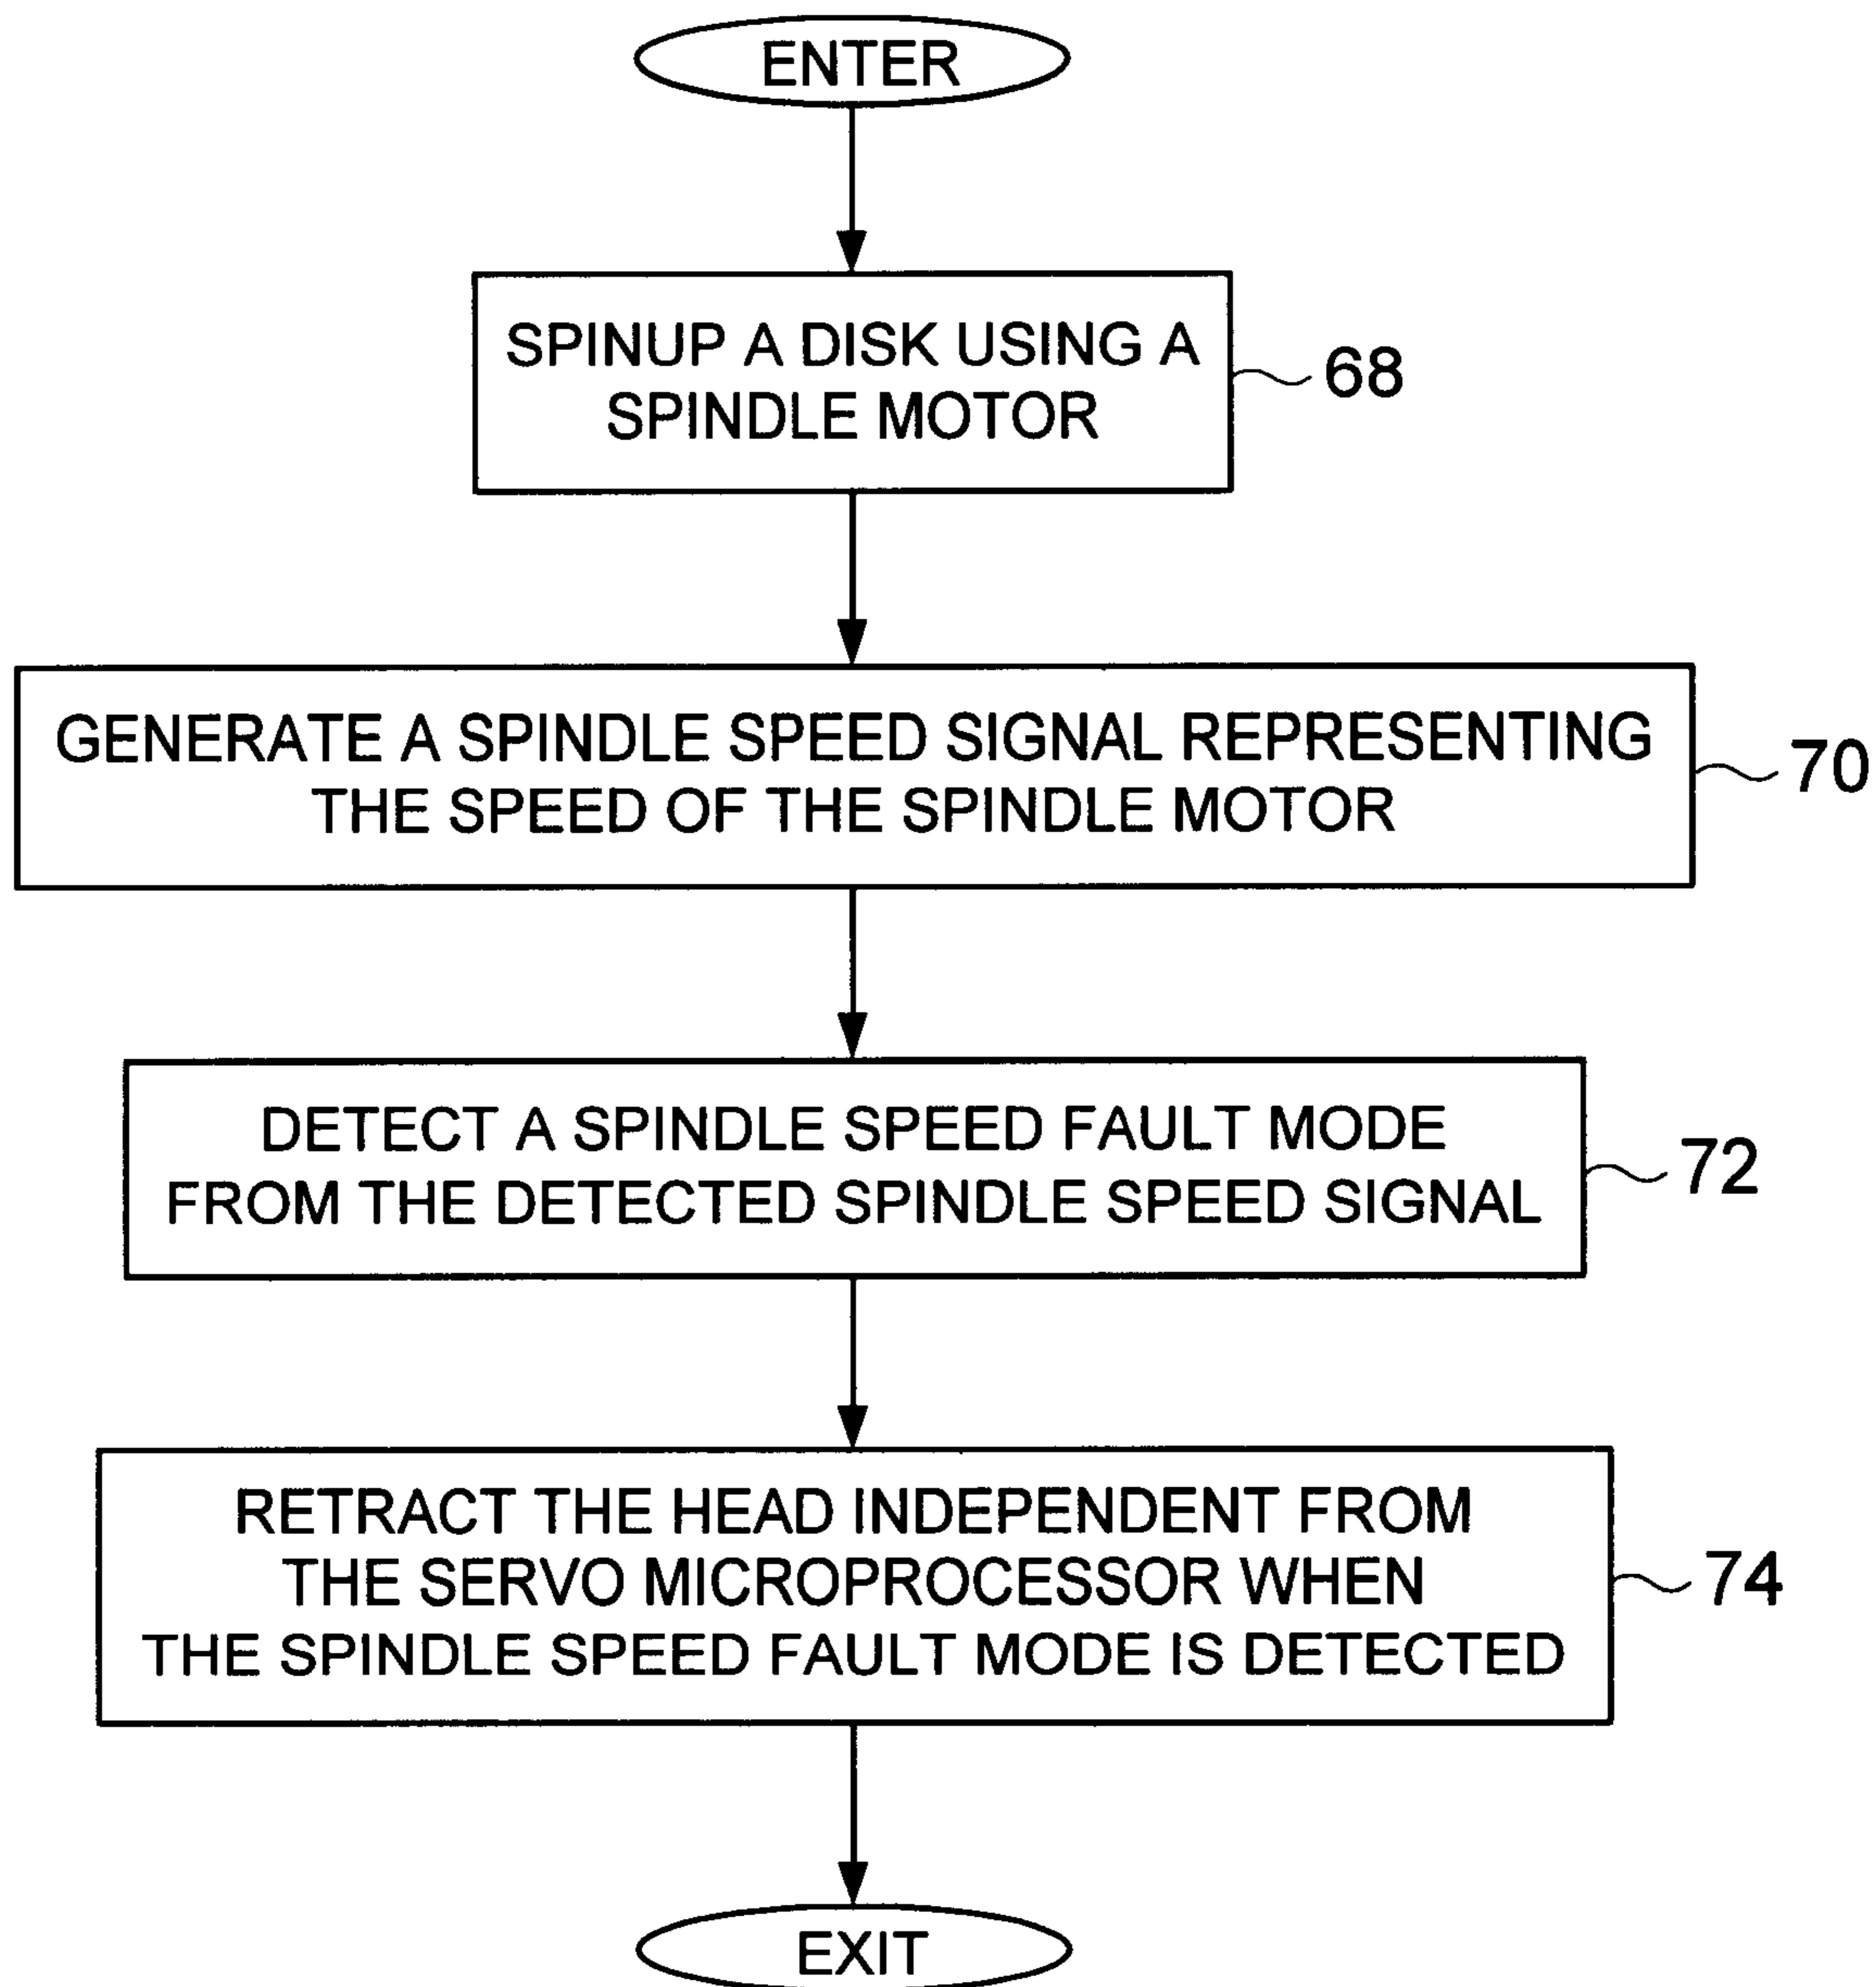 ENTER
SPINUP A DISK USING A
SPINDLE MOTOR
68
GENERATE A SPINDLE SPEED SIGNAL REPRESENTING
THE SPEED OF THE SPINDLE MOTOR
70
DETECT A SPINDLE SPEED FAULT MODE
FROM THE DETECTED SPINDLE SPEED SIGNAL
72
RETRACT THE HEAD INDEPENDENT FROM
THE SERVO MICROPROCESSOR WHEN
THE SPINDLE SPEED FAULT MODE IS DETECTED
74
EXIT